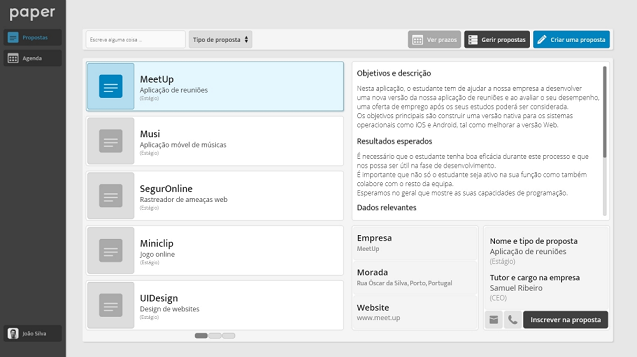 paper
Propostas
Agenda
João Silva
Escreva alguma coisa ...
Tipo de proposta
Ver prazos
Gerir propostas
Criar uma proposta
MeetUp
Aplicação de reuniões
(Estágio)
Musi
Aplicação móvel de músicas
(Estágio)
SegurOnline
Rastreador de ameaças web
(Estágio)
Miniclip
Jogo online
(Estágio)
UIDesign
Design de websites
(Estágio)
Objetivos e descrição
Nesta aplicação, o estudante tem de ajudar a nossa empresa a desenvolver
uma nova versão da nossa aplicação de reuniões e ao avaliar o seu desempenho,
uma oferta de emprego após os seus estudos poderá ser considerada.
Os objetivos principais são construir uma versão nativa para os sistemas
operacionais como iOS e Android, tal como melhorar a versão Web.
Resultados esperados
É necessário que o estudante tenha boa eficácia durante este processo e que
nos possa ser útil na fase de desenvolvimento.
É importante que não só o estudante seja ativo na sua função como também
colabore com o resto da equipa.
Esperamos no geral que mostre as suas capacidades de programação.
Dados relevantes
Empresa
MeetUp
Morada
Rua Óscar da Silva, Porto, Portugal
Website
www.meet.up
Nome e tipo de proposta
Aplicação de reuniões
(Estágio)
Tutor e cargo na empresa
Samuel Ribeiro
(CEO)
Inscrever na proposta